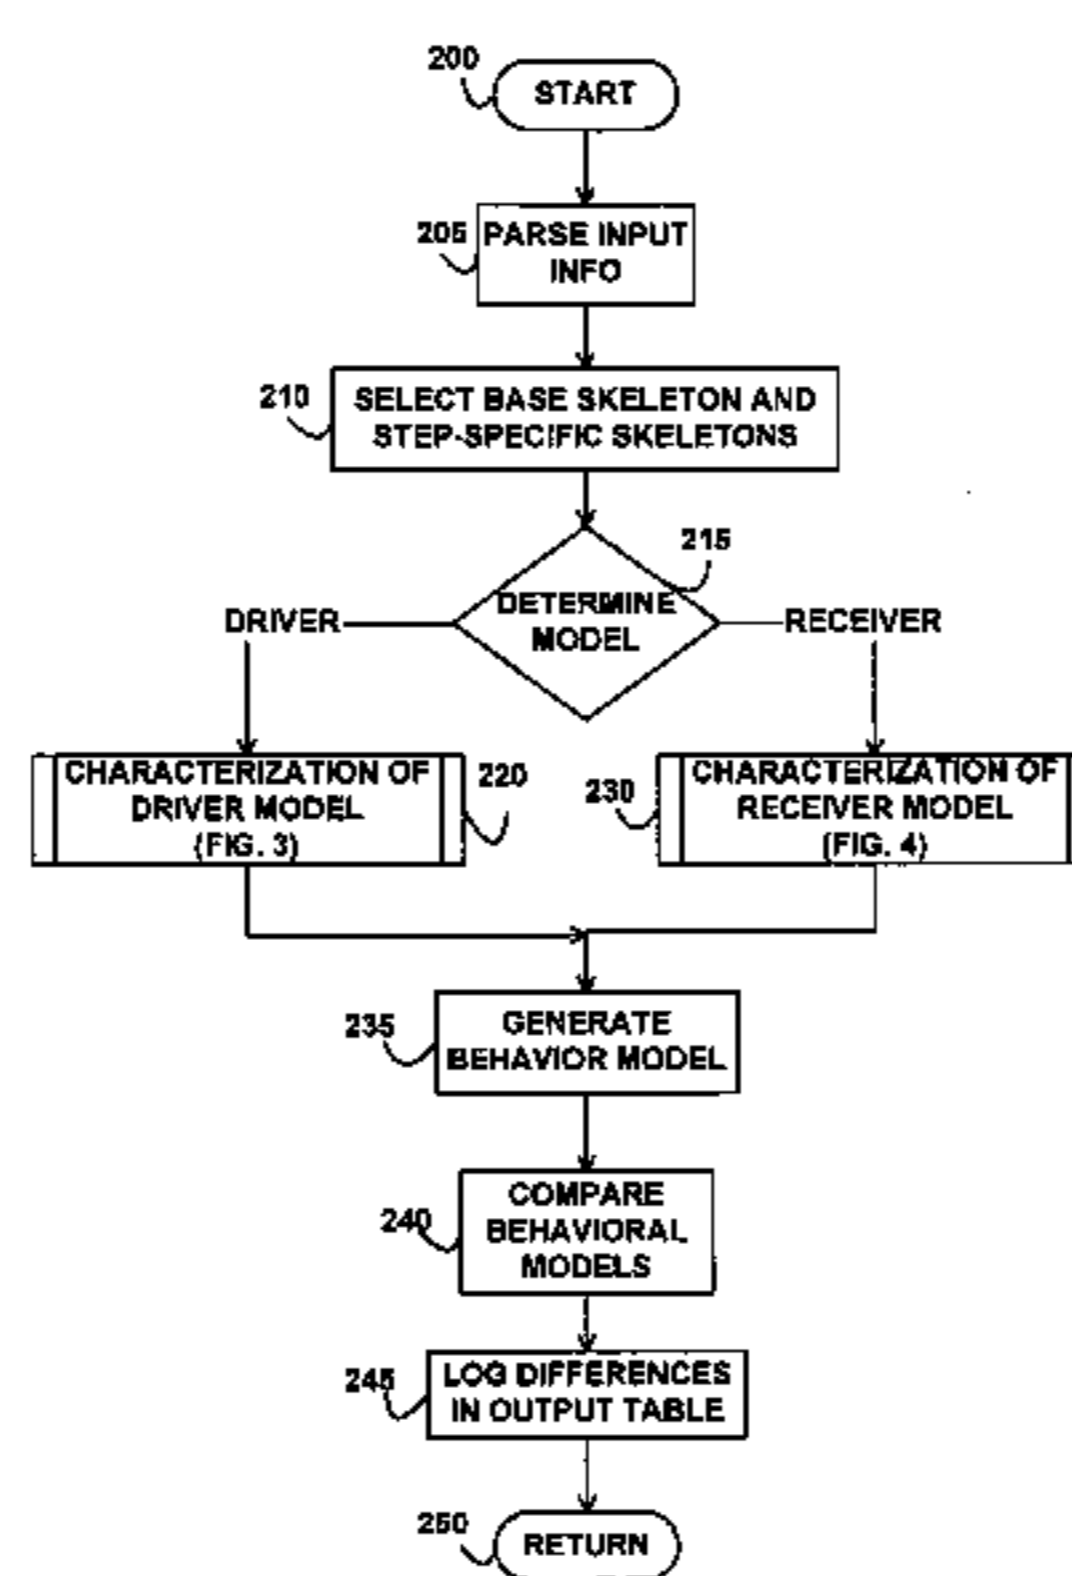 200
START
205
PARSE INPUT
INFO
210
SELECT BASE SKELETON AND
STEP-SPECIFIC SKELETONS
215
DETERMINE
MODEL
DRIVER
RECEIVER
CHARACTERIZATION OF
DRIVER MODEL
(FIG. 3)
220
230
CHARACTERIZATION OF
RECEIVER MODEL
(FIG. 4)
235
GENERATE
BEHAVIOR MODEL
240
COMPARE
BEHAVIORAL
MODELS
245
LOG DIFFERENCES
IN OUTPUT TABLE
250
RETURN